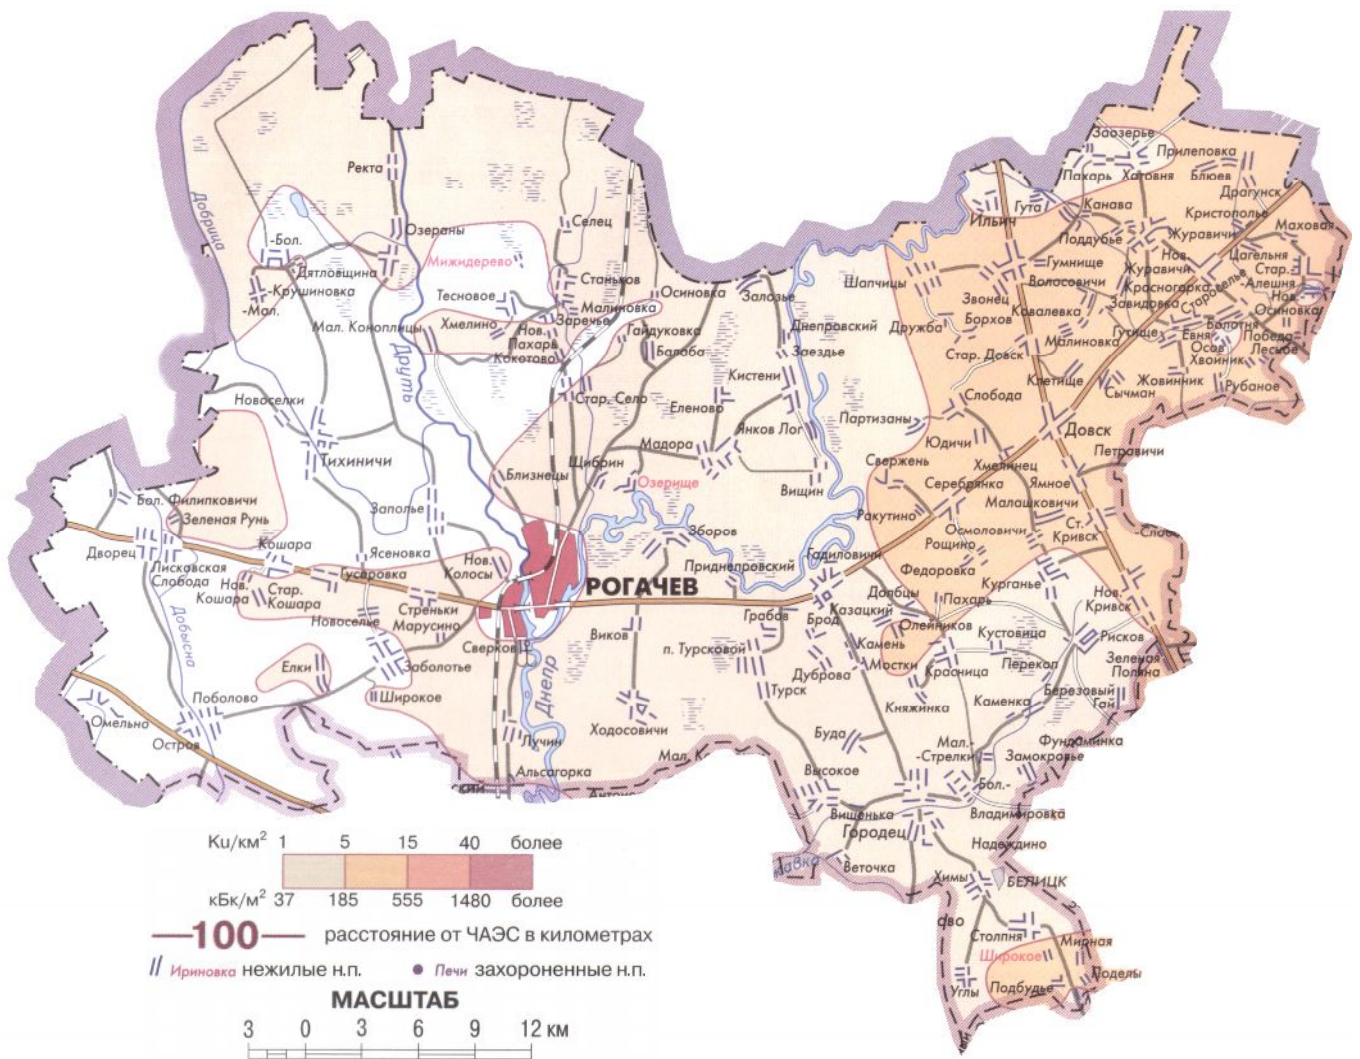 Заозерье
Прилеповка
Пахарь
Хатовня
Блюев
Драгунск
Ректа
Добрица
Селец
Ильич
Гута
Канава
Кристополье
Маховая
Озераны
-Бол.
Мижидерево
Поддубье
Журавичи
Дятловщина
Станьков
Гумнище
Нов.
Журавичи
Цагельня
Стар.
Алешня
-Крушиновка
Тесновое
Малиновка
Осиновка
Залозье
Шапчицы
Звонец
Волосовичи
Красногорка
Староселье
Нов.
-Мал.
Мал. Коноплицы
Хмелино
Заречье
Нов.
Пахарь
Гайдуковка
Днепровский
Дружба
Борхов
Ковалевка
Завидовка
Болотня
Осиновка
Друть
Кокотово
Балаба
Заездье
Стар. Довск
Малиновка
Гутище
Евня
Победа
Осов
Лесное
Хвойник
Кистени
Клетище
Сычман
Жовинник
Рубаное
Новоселки
Стар. Село
Еленово
Слобода
Партизаны
Янков Лог
Довск
Тихиничи
Мадора
Юдичи
Щибрин
Хмелинец
Петравичи
Близнецы
Озерище
Вищин
Свержень
Серебрянка
Ямное
Бол. Филипковичи
Малашковичи
Зеленая Рунь
Заполье
Ракутино
Зборов
Осмоловичи
Ст.
Кривск
Дворец
Кошара
Ясеновка
Нов.
Колосы
Гадиловичи
Рощино
Лисковская
Слобода
Гусаровка
РОГАЧЕВ
Приднепровский
Федоровка
Курганье
Нов.
Кошара
Стар.
Кошара
Стреньки
Долбцы
Пахарь
Нов.
Кривск
Добысна
Новоселье
Марусино
Виков
Грабов
Казацкий
Брод
Олейников
Кустовица
Рисков
Сверков
п. Турсковой
Камень
Елки
Заболотье
Мостки
Перекоп
Зеленая
Поляна
Дуброва
Красница
Поболово
Широкое
Днепр
Турск
Княжинка
Каменка
Березовый
Гай
Омельна
Ходосовичи
Остров
Лучин
Буда
Мал.-
-Стрелки
Фундаминка
Замокровье
Альсагорка
Высокое
Бол.-
Вишенька
Владимировка
Городец
Надеждино
Веточка
Химы
БЕЛИЦК
Столпня
Мирная
Широкое
Углы
Подбудье
Поделы
Ku/км² 1 5 15 40 более
кБк/м² 37 185 555 1480 более
100 расстояние от ЧАЭС в километрах
Ириновка нежилые н.п. Печи захороненные н.п.
МАСШТАБ
3 0 3 6 9 12 км